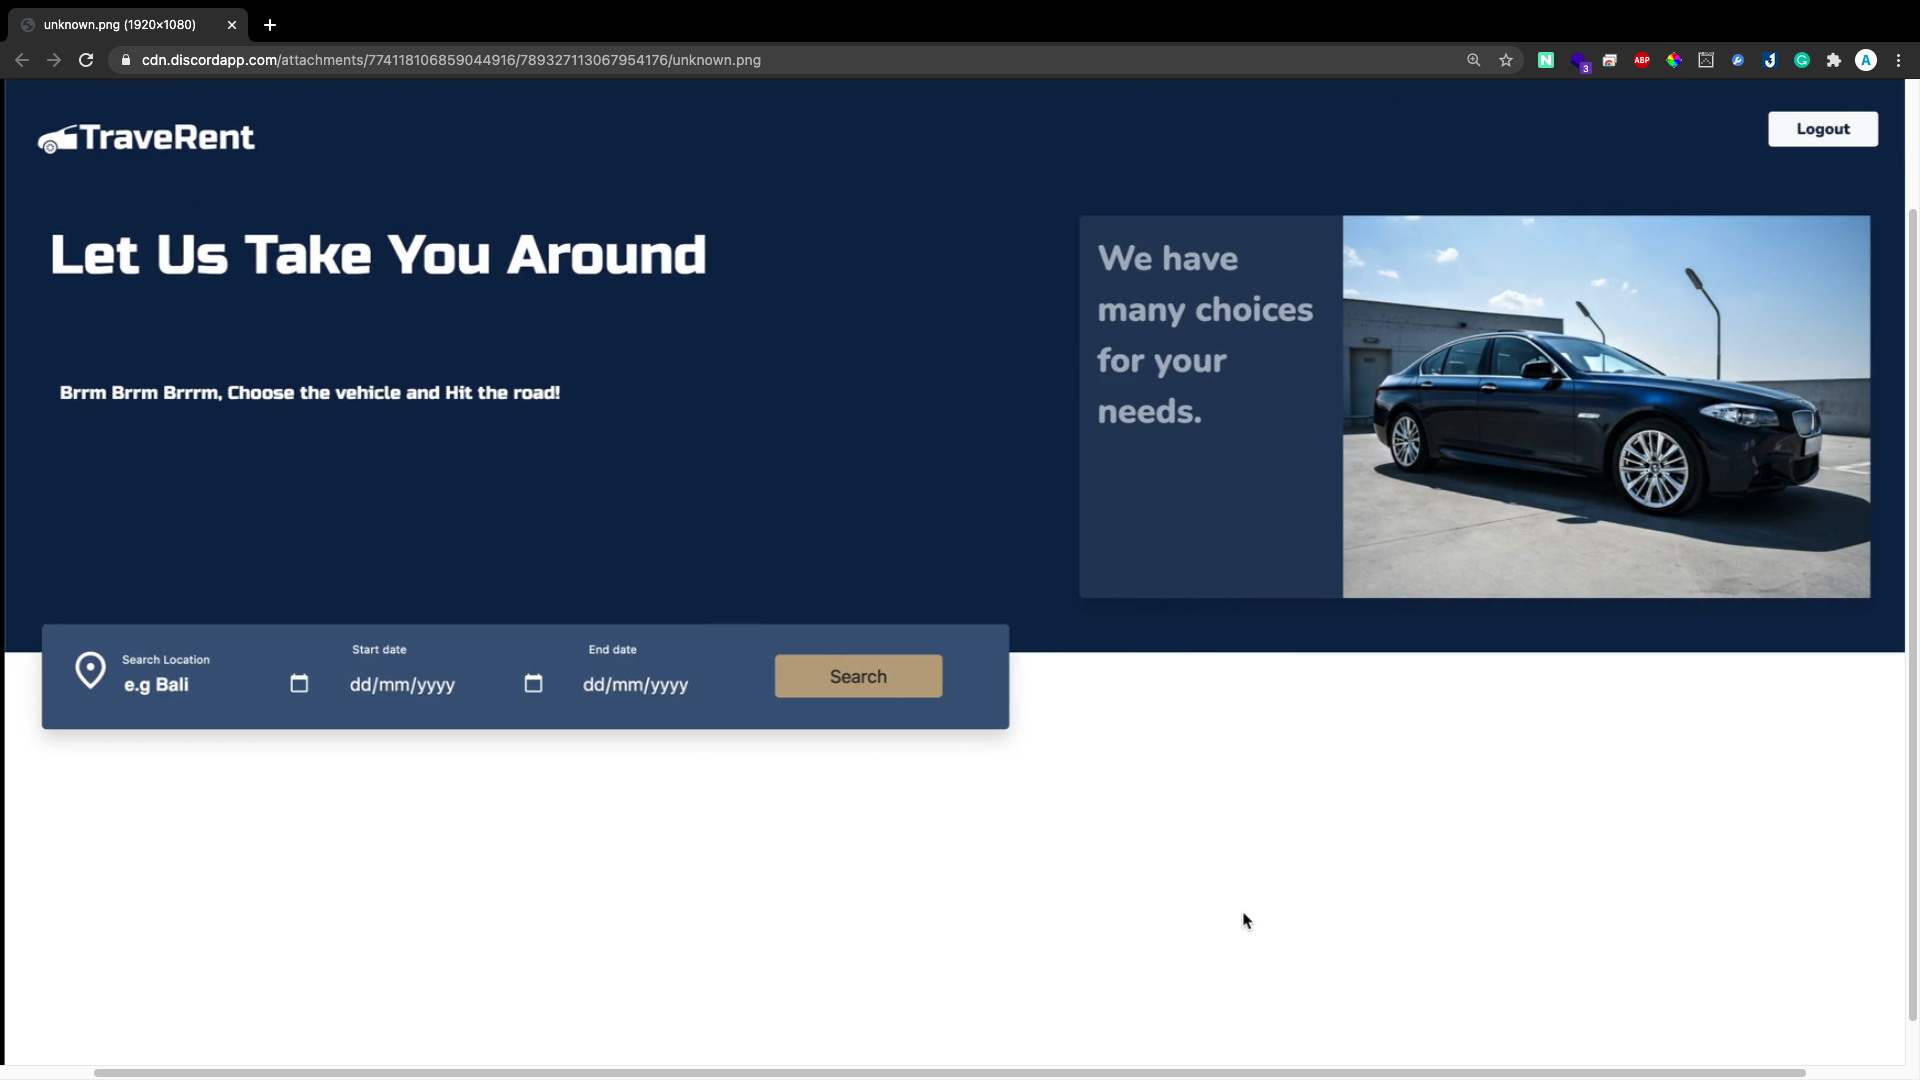 unknown.png (1920×1080)
cdn.discordapp.com/attachments/774118106859044916/789327113067954176/unknown.png
N
3
ABP
A
TraveRent
Logout
Let Us Take You Around
We have
many choices
for your
needs.
Brrm Brrm Brrrm, Choose the vehicle and Hit the road!
Search Location
e.g Bali
Start date
dd/mm/yyyy
End date
dd/mm/yyyy
Search